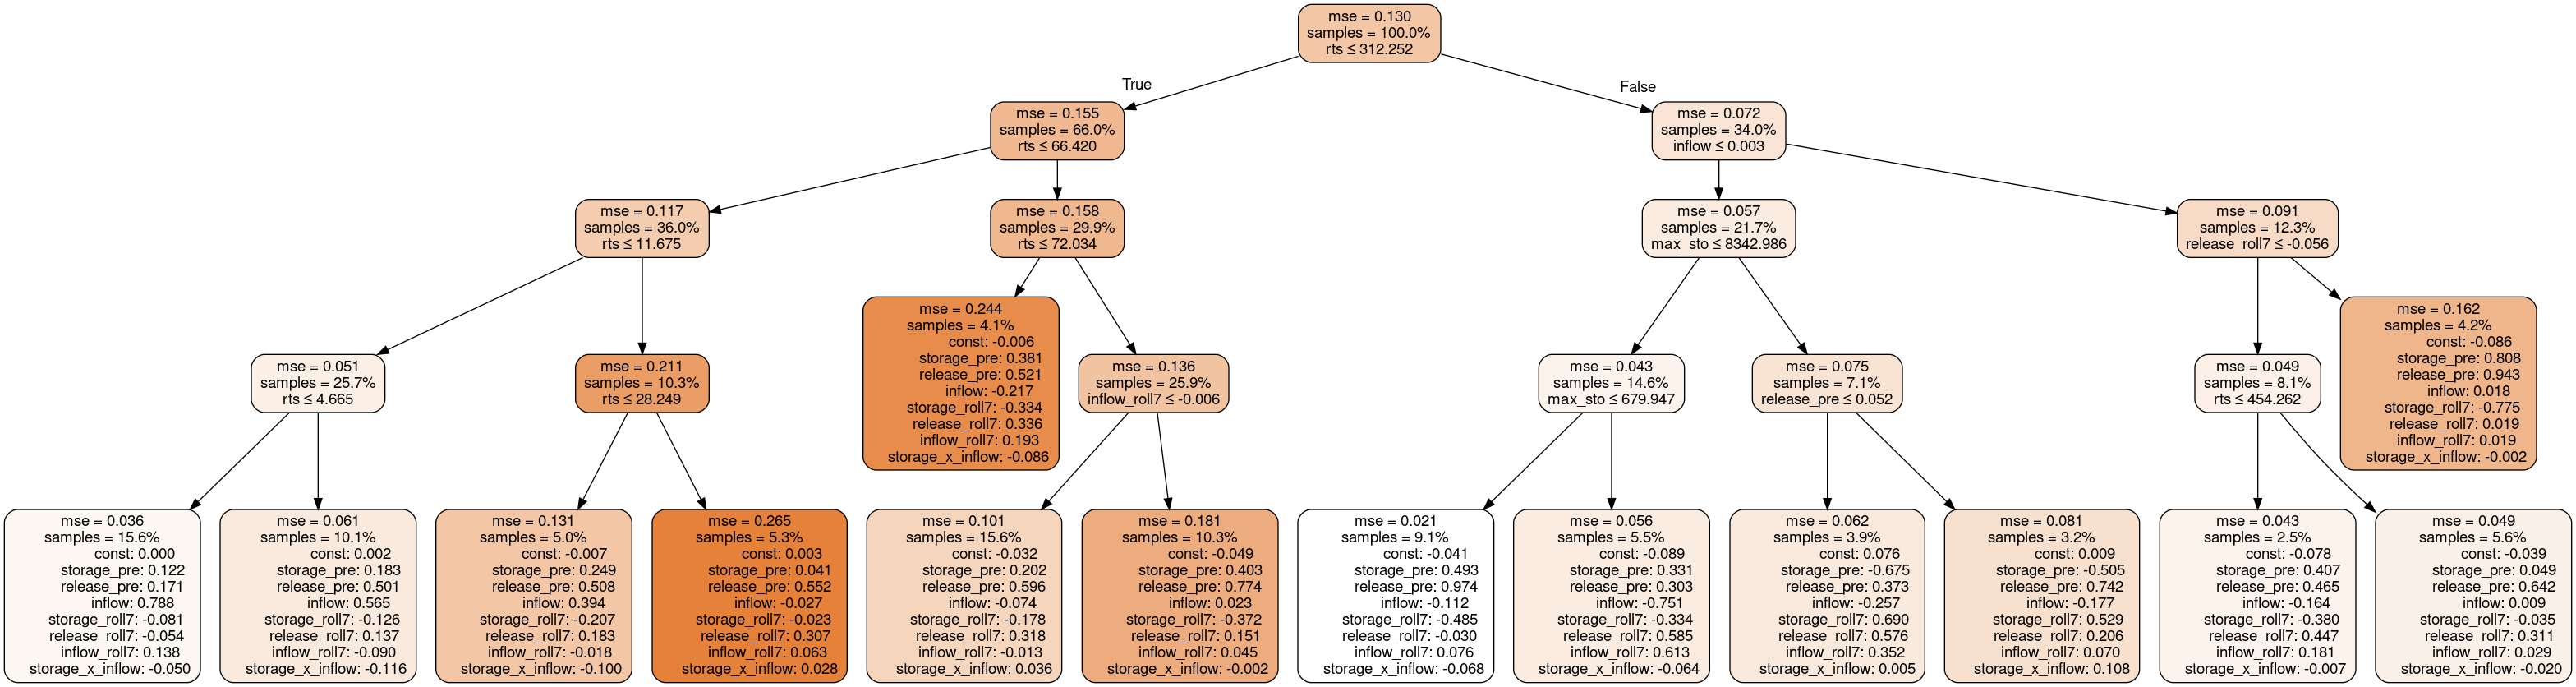 mse = 0.130
samples = 100.0%
rts ≤ 312.252
True
False
mse = 0.155
samples = 66.0%
rts ≤ 66.420
mse = 0.072
samples = 34.0%
inflow ≤ 0.003
mse = 0.117
samples = 36.0%
rts ≤ 11.675
mse = 0.158
samples = 29.9%
rts ≤ 72.034
mse = 0.057
samples = 21.7%
max_sto ≤ 8342.986
mse = 0.091
samples = 12.3%
release_roll7 ≤ -0.056
mse = 0.244
samples = 4.1%
const: -0.006
storage_pre: 0.381
release_pre: 0.521
inflow: -0.217
storage_roll7: -0.334
release_roll7: 0.336
inflow_roll7: 0.193
storage_x_inflow: -0.086
mse = 0.162
samples = 4.2%
const: -0.086
storage_pre: 0.808
release_pre: 0.943
inflow: 0.018
storage_roll7: -0.775
release_roll7: 0.019
inflow_roll7: 0.019
storage_x_inflow: -0.002
mse = 0.051
samples = 25.7%
rts ≤ 4.665
mse = 0.211
samples = 10.3%
rts ≤ 28.249
mse = 0.136
samples = 25.9%
inflow_roll7 ≤ -0.006
mse = 0.043
samples = 14.6%
max_sto ≤ 679.947
mse = 0.075
samples = 7.1%
release_pre ≤ 0.052
mse = 0.049
samples = 8.1%
rts ≤ 454.262
mse = 0.036
samples = 15.6%
const: 0.000
storage_pre: 0.122
release_pre: 0.171
inflow: 0.788
storage_roll7: -0.081
release_roll7: -0.054
inflow_roll7: 0.138
storage_x_inflow: -0.050
mse = 0.061
samples = 10.1%
const: 0.002
storage_pre: 0.183
release_pre: 0.501
inflow: 0.565
storage_roll7: -0.126
release_roll7: 0.137
inflow_roll7: -0.090
storage_x_inflow: -0.116
mse = 0.131
samples = 5.0%
const: -0.007
storage_pre: 0.249
release_pre: 0.508
inflow: 0.394
storage_roll7: -0.207
release_roll7: 0.183
inflow_roll7: -0.018
storage_x_inflow: -0.100
mse = 0.265
samples = 5.3%
const: 0.003
storage_pre: 0.041
release_pre: 0.552
inflow: -0.027
storage_roll7: -0.023
release_roll7: 0.307
inflow_roll7: 0.063
storage_x_inflow: 0.028
mse = 0.101
samples = 15.6%
const: -0.032
storage_pre: 0.202
release_pre: 0.596
inflow: -0.074
storage_roll7: -0.178
release_roll7: 0.318
inflow_roll7: -0.013
storage_x_inflow: 0.036
mse = 0.181
samples = 10.3%
const: -0.049
storage_pre: 0.403
release_pre: 0.774
inflow: 0.023
storage_roll7: -0.372
release_roll7: 0.151
inflow_roll7: 0.045
storage_x_inflow: -0.002
mse = 0.021
samples = 9.1%
const: -0.041
storage_pre: 0.493
release_pre: 0.974
inflow: -0.112
storage_roll7: -0.485
release_roll7: -0.030
inflow_roll7: 0.076
storage_x_inflow: -0.068
mse = 0.056
samples = 5.5%
const: -0.089
storage_pre: 0.331
release_pre: 0.303
inflow: -0.751
storage_roll7: -0.334
release_roll7: 0.585
inflow_roll7: 0.613
storage_x_inflow: -0.064
mse = 0.062
samples = 3.9%
const: 0.076
storage_pre: -0.675
release_pre: 0.373
inflow: -0.257
storage_roll7: 0.690
release_roll7: 0.576
inflow_roll7: 0.352
storage_x_inflow: 0.005
mse = 0.081
samples = 3.2%
const: 0.009
storage_pre: -0.505
release_pre: 0.742
inflow: -0.177
storage_roll7: 0.529
release_roll7: 0.206
inflow_roll7: 0.070
storage_x_inflow: 0.108
mse = 0.043
samples = 2.5%
const: -0.078
storage_pre: 0.407
release_pre: 0.465
inflow: -0.164
storage_roll7: -0.380
release_roll7: 0.447
inflow_roll7: 0.181
storage_x_inflow: -0.007
mse = 0.049
samples = 5.6%
const: -0.039
storage_pre: 0.049
release_pre: 0.642
inflow: 0.009
storage_roll7: -0.035
release_roll7: 0.311
inflow_roll7: 0.029
storage_x_inflow: -0.020